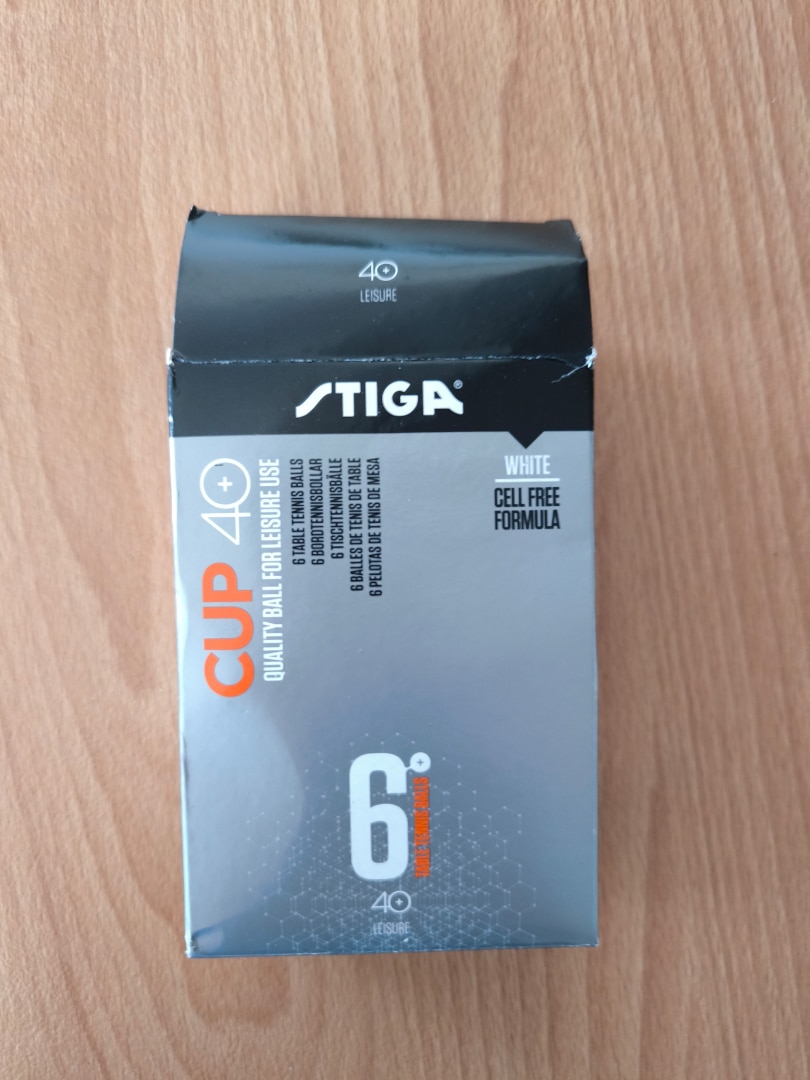 40+
LEISURE
STIGA®
WHITE
CELL FREE
FORMULA
CUP 40+
QUALITY BALL FOR LEISURE USE
6 TABLE TENNIS BALLS
6 BORDTENNISBOLLAR
6 TISCHTENNISBÄLLE
6 BALLES DE TENIS DE TABLE
6 PELOTAS DE TENIS DE MESA
6
TABLE TENNIS BALLS
40+
LEISURE